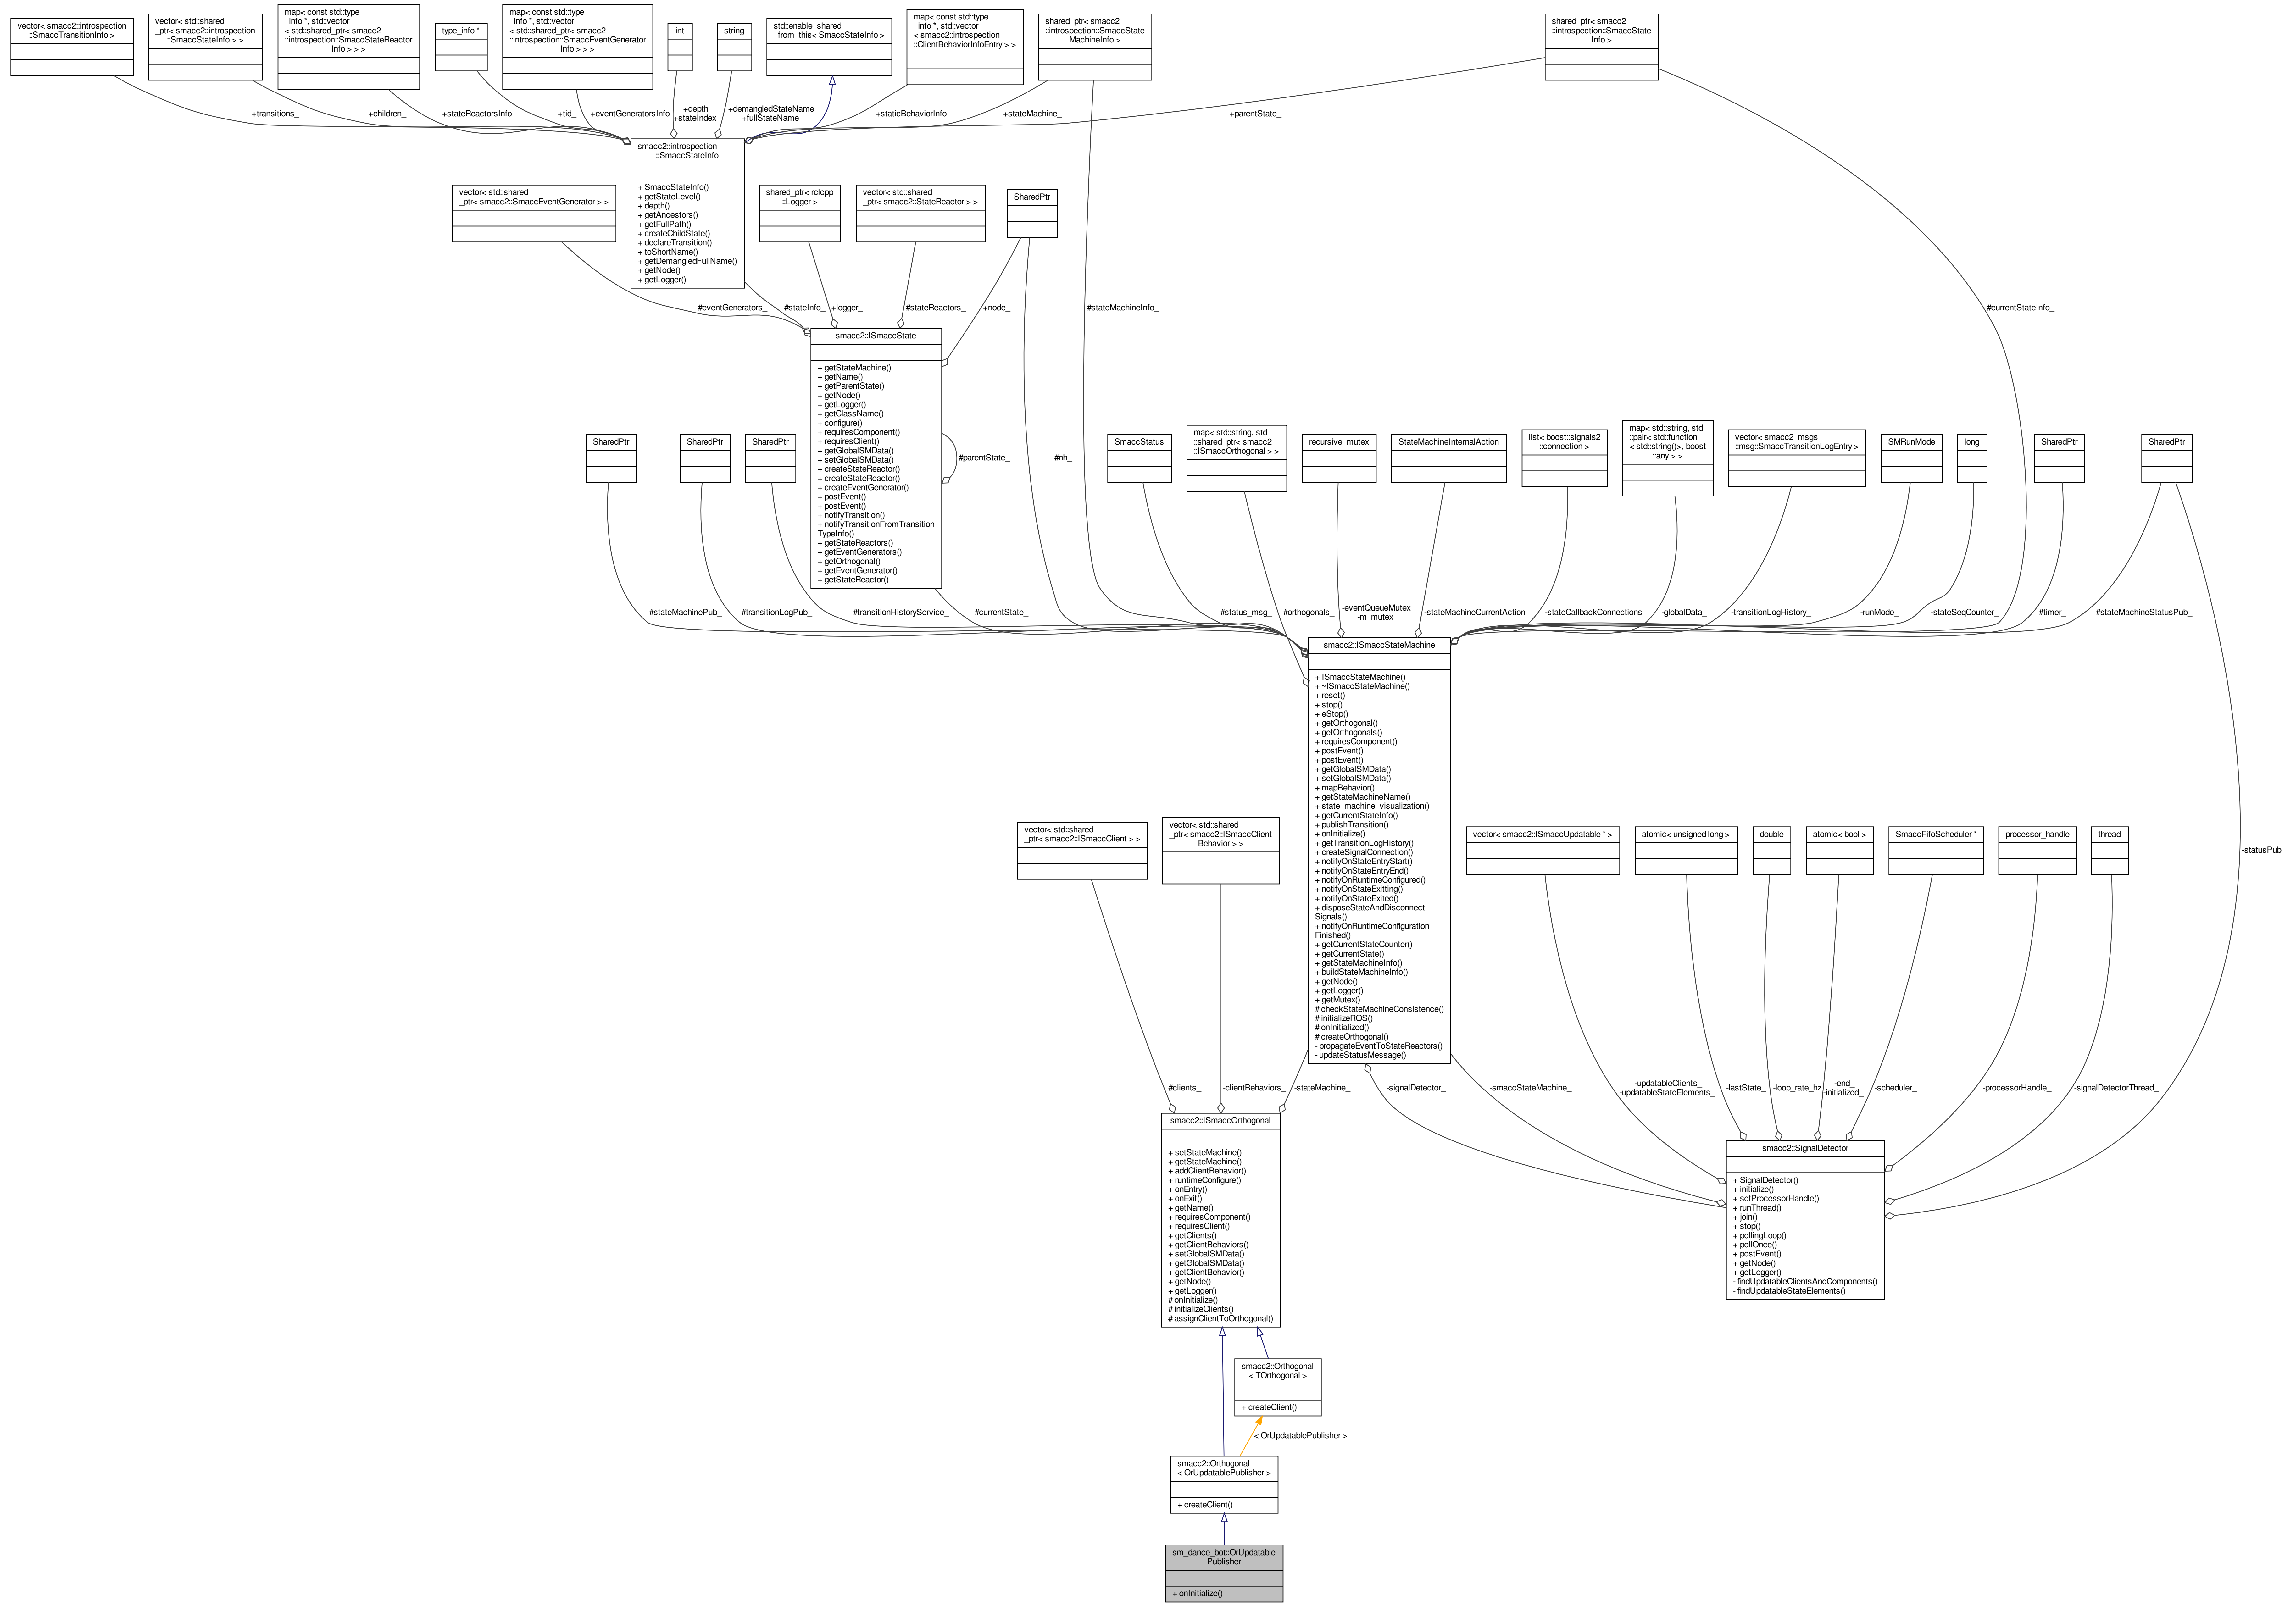 vector< smacc2::introspection
::SmaccTransitionInfo >
vector< std::shared
_ptr< smacc2::introspection
::SmaccStateInfo > >
map< const std::type
_info *, std::vector
< std::shared_ptr< smacc2
::introspection::SmaccStateReactor
Info > > >
type_info *
map< const std::type
_info *, std::vector
< std::shared_ptr< smacc2
::introspection::SmaccEventGenerator
Info > > >
int
string
std::enable_shared
_from_this< SmaccStateInfo >
map< const std::type
_info *, std::vector
< smacc2::introspection
::ClientBehaviorInfoEntry > >
shared_ptr< smacc2
::introspection::SmaccState
MachineInfo >
shared_ptr< smacc2
::introspection::SmaccState
Info >
+transitions_
+children_
+stateReactorsInfo
+tid_
+eventGeneratorsInfo
+depth_
+stateIndex_
+demangledStateName
+fullStateName
+staticBehaviorInfo
+stateMachine_
+parentState_
smacc2::introspection
::SmaccStateInfo
+ SmaccStateInfo()
+ getStateLevel()
+ depth()
+ getAncestors()
+ getFullPath()
+ createChildState()
+ declareTransition()
+ toShortName()
+ getDemangledFullName()
+ getNode()
+ getLogger()
vector< std::shared
_ptr< smacc2::SmaccEventGenerator > >
shared_ptr< rclcpp
::Logger >
vector< std::shared
_ptr< smacc2::StateReactor > >
SharedPtr
#eventGenerators_
#stateInfo_
+logger_
#stateReactors_
+node_
#stateMachineInfo_
#currentStateInfo_
smacc2::ISmaccState
+ getStateMachine()
+ getName()
+ getParentState()
+ getNode()
+ getLogger()
+ getClassName()
+ configure()
+ requiresComponent()
+ requiresClient()
+ getGlobalSMData()
+ setGlobalSMData()
+ createStateReactor()
+ createStateReactor()
+ createEventGenerator()
+ postEvent()
+ postEvent()
+ notifyTransition()
+ notifyTransitionFromTransition
TypeInfo()
+ getStateReactors()
+ getEventGenerators()
+ getOrthogonal()
+ getEventGenerator()
+ getStateReactor()
#parentState_
#nh_
SharedPtr
SharedPtr
SharedPtr
SmaccStatus
map< std::string, std
::shared_ptr< smacc2
::ISmaccOrthogonal > >
recursive_mutex
StateMachineInternalAction
list< boost::signals2
::connection >
map< std::string, std
::pair< std::function
< std::string()>, boost
::any > >
vector< smacc2_msgs
::msg::SmaccTransitionLogEntry >
SMRunMode
long
SharedPtr
SharedPtr
#stateMachinePub_
#transitionLogPub_
#transitionHistoryService_
#currentState_
#status_msg_
#orthogonals_
-eventQueueMutex_
-m_mutex_
-stateMachineCurrentAction
-stateCallbackConnections
-globalData_
-transitionLogHistory_
-runMode_
-stateSeqCounter_
#timer_
#stateMachineStatusPub_
smacc2::ISmaccStateMachine
+ ISmaccStateMachine()
+ ~ISmaccStateMachine()
+ reset()
+ stop()
+ eStop()
+ getOrthogonal()
+ getOrthogonals()
+ requiresComponent()
+ postEvent()
+ postEvent()
+ getGlobalSMData()
+ setGlobalSMData()
+ mapBehavior()
+ getStateMachineName()
+ state_machine_visualization()
+ getCurrentStateInfo()
+ publishTransition()
+ onInitialize()
+ getTransitionLogHistory()
+ createSignalConnection()
+ notifyOnStateEntryStart()
+ notifyOnStateEntryEnd()
+ notifyOnRuntimeConfigured()
+ notifyOnStateExitting()
+ notifyOnStateExited()
+ disposeStateAndDisconnect
Signals()
+ notifyOnRuntimeConfiguration
Finished()
+ getCurrentStateCounter()
+ getCurrentState()
+ getStateMachineInfo()
+ buildStateMachineInfo()
+ getNode()
+ getLogger()
+ getMutex()
# checkStateMachineConsistence()
# initializeROS()
# onInitialized()
# createOrthogonal()
- propagateEventToStateReactors()
- updateStatusMessage()
vector< std::shared
_ptr< smacc2::ISmaccClient > >
vector< std::shared
_ptr< smacc2::ISmaccClient
Behavior > >
vector< smacc2::ISmaccUpdatable * >
atomic< unsigned long >
double
atomic< bool >
SmaccFifoScheduler *
processor_handle
thread
-statusPub_
#clients_
-clientBehaviors_
-stateMachine_
-signalDetector_
-smaccStateMachine_
-updatableClients_
-updatableStateElements_
-lastState_
-loop_rate_hz
-end_
-initialized_
-scheduler_
-processorHandle_
-signalDetectorThread_
smacc2::ISmaccOrthogonal
+ setStateMachine()
+ getStateMachine()
+ addClientBehavior()
+ runtimeConfigure()
+ onEntry()
+ onExit()
+ getName()
+ requiresComponent()
+ requiresClient()
+ getClients()
+ getClientBehaviors()
+ setGlobalSMData()
+ getGlobalSMData()
+ getClientBehavior()
+ getNode()
+ getLogger()
# onInitialize()
# initializeClients()
# assignClientToOrthogonal()
smacc2::SignalDetector
+ SignalDetector()
+ initialize()
+ setProcessorHandle()
+ runThread()
+ join()
+ stop()
+ pollingLoop()
+ pollOnce()
+ postEvent()
+ getNode()
+ getLogger()
- findUpdatableClientsAndComponents()
- findUpdatableStateElements()
smacc2::Orthogonal
< TOrthogonal >
+ createClient()
< OrUpdatablePublisher >
smacc2::Orthogonal
< OrUpdatablePublisher >
+ createClient()
sm_dance_bot::OrUpdatable
Publisher
+ onInitialize()